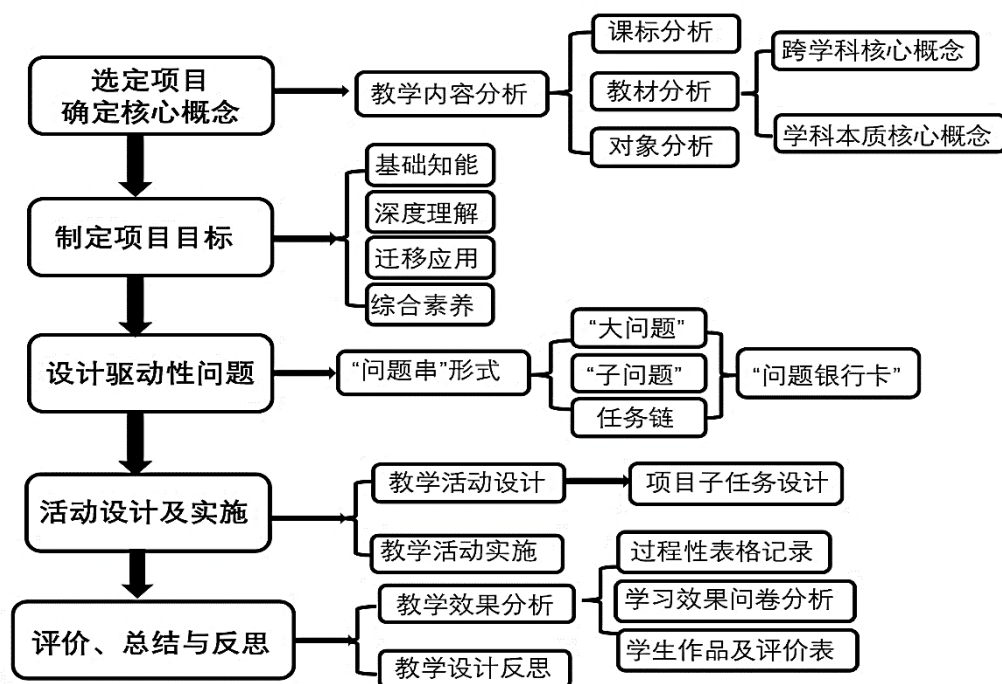 选定项目
确定核心概念
教学内容分析
课标分析
教材分析
对象分析
跨学科核心概念
学科本质核心概念
制定项目目标
基础知能
深度理解
迁移应用
综合素养
设计驱动性问题
“问题串”形式
“大问题”
“子问题”
任务链
“问题银行卡”
活动设计及实施
教学活动设计
项目子任务设计
教学活动实施
评价、总结与反思
教学效果分析
过程性表格记录
学习效果问卷分析
学生作品及评价表
教学设计反思